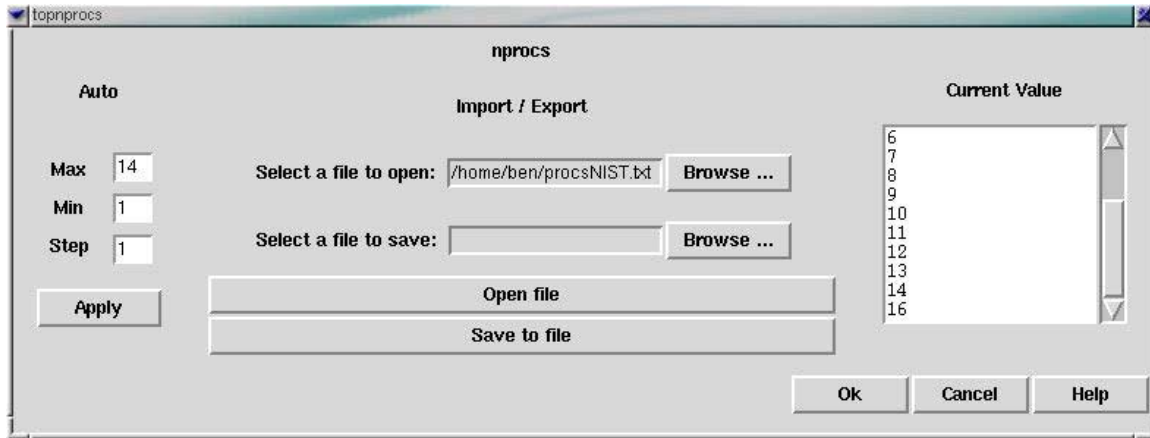 topnprocs
nprocs
Auto
Import / Export
Current Value
Max 14
Min 1
Step 1
Apply
Select a file to open: /home/ben/procsNIST.txt Browse ...
Select a file to save: Browse ...
Open file
Save to file
6
7
8
9
10
11
12
13
14
16
Ok Cancel Help